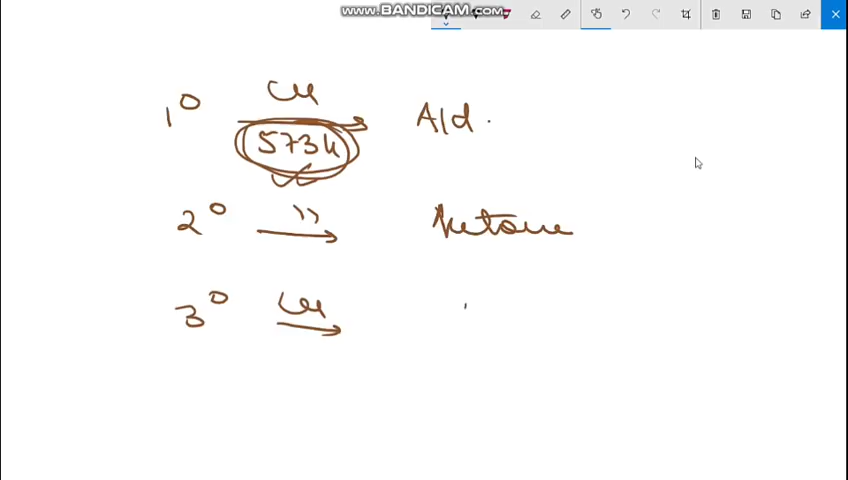 www.BANDICAM.com
1° Cu Ald.
573K
2° " Ketone
3° Cu